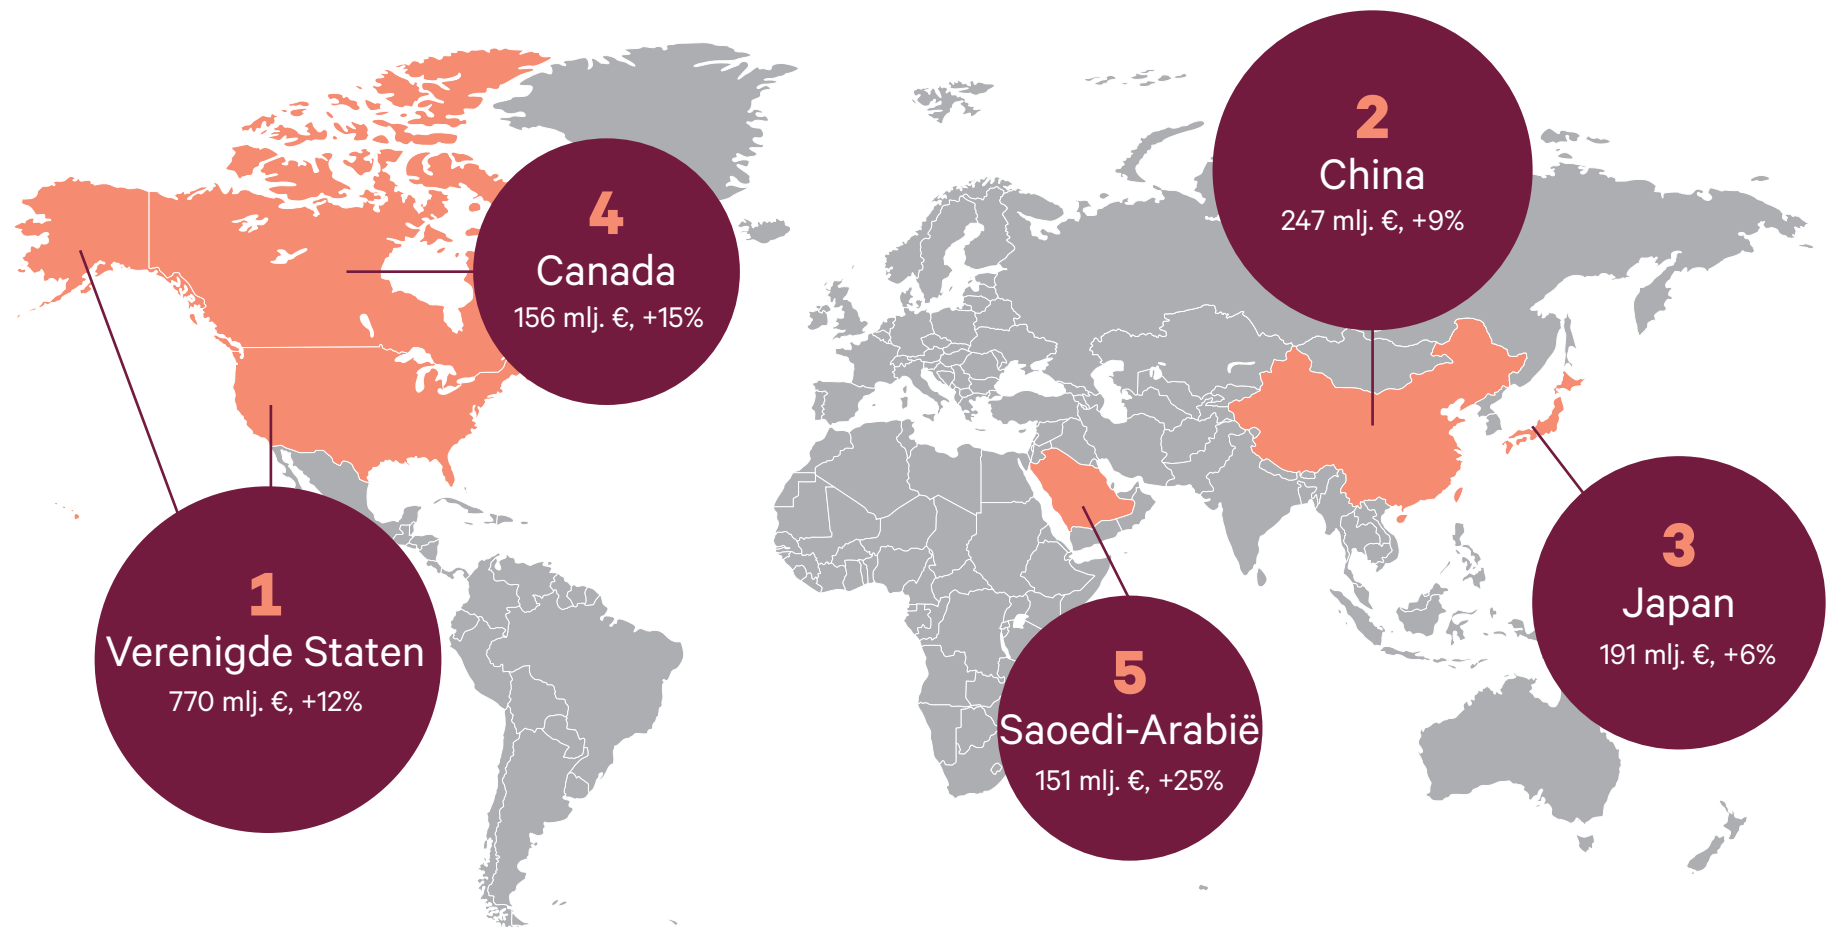 1
Verenigde Staten
770 mlj. €, +12%
2
China
247 mlj. €, +9%
3
Japan
191 mlj. €, +6%
4
Canada
156 mlj. €, +15%
5
Saoedi-Arabië
151 mlj. €, +25%